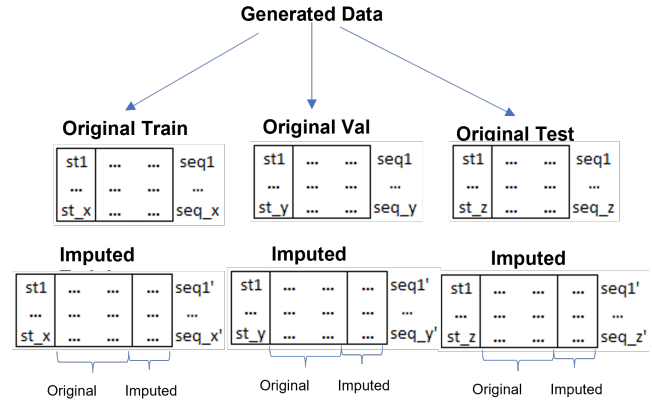 Generated Data
Original Train
Original Val
Original Test
st1 ... ... seq1
... ... ... ...
st_x ... ... seq_x
st1 ... ... seq1
... ... ... ...
st_y ... ... seq_y
st1 ... ... seq1
... ... ... ...
st_z ... ... seq_z
Imputed
Imputed
Imputed
st1 ... ... ... seq1'
... ... ... ... ...
st_x ... ... ... seq_x'
st1 ... ... ... seq1'
... ... ... ... ...
st_y ... ... ... seq_y'
st1 ... ... ... seq1'
... ... ... ... ...
st_z ... ... ... seq_z'
Original Imputed
Original Imputed
Original Imputed